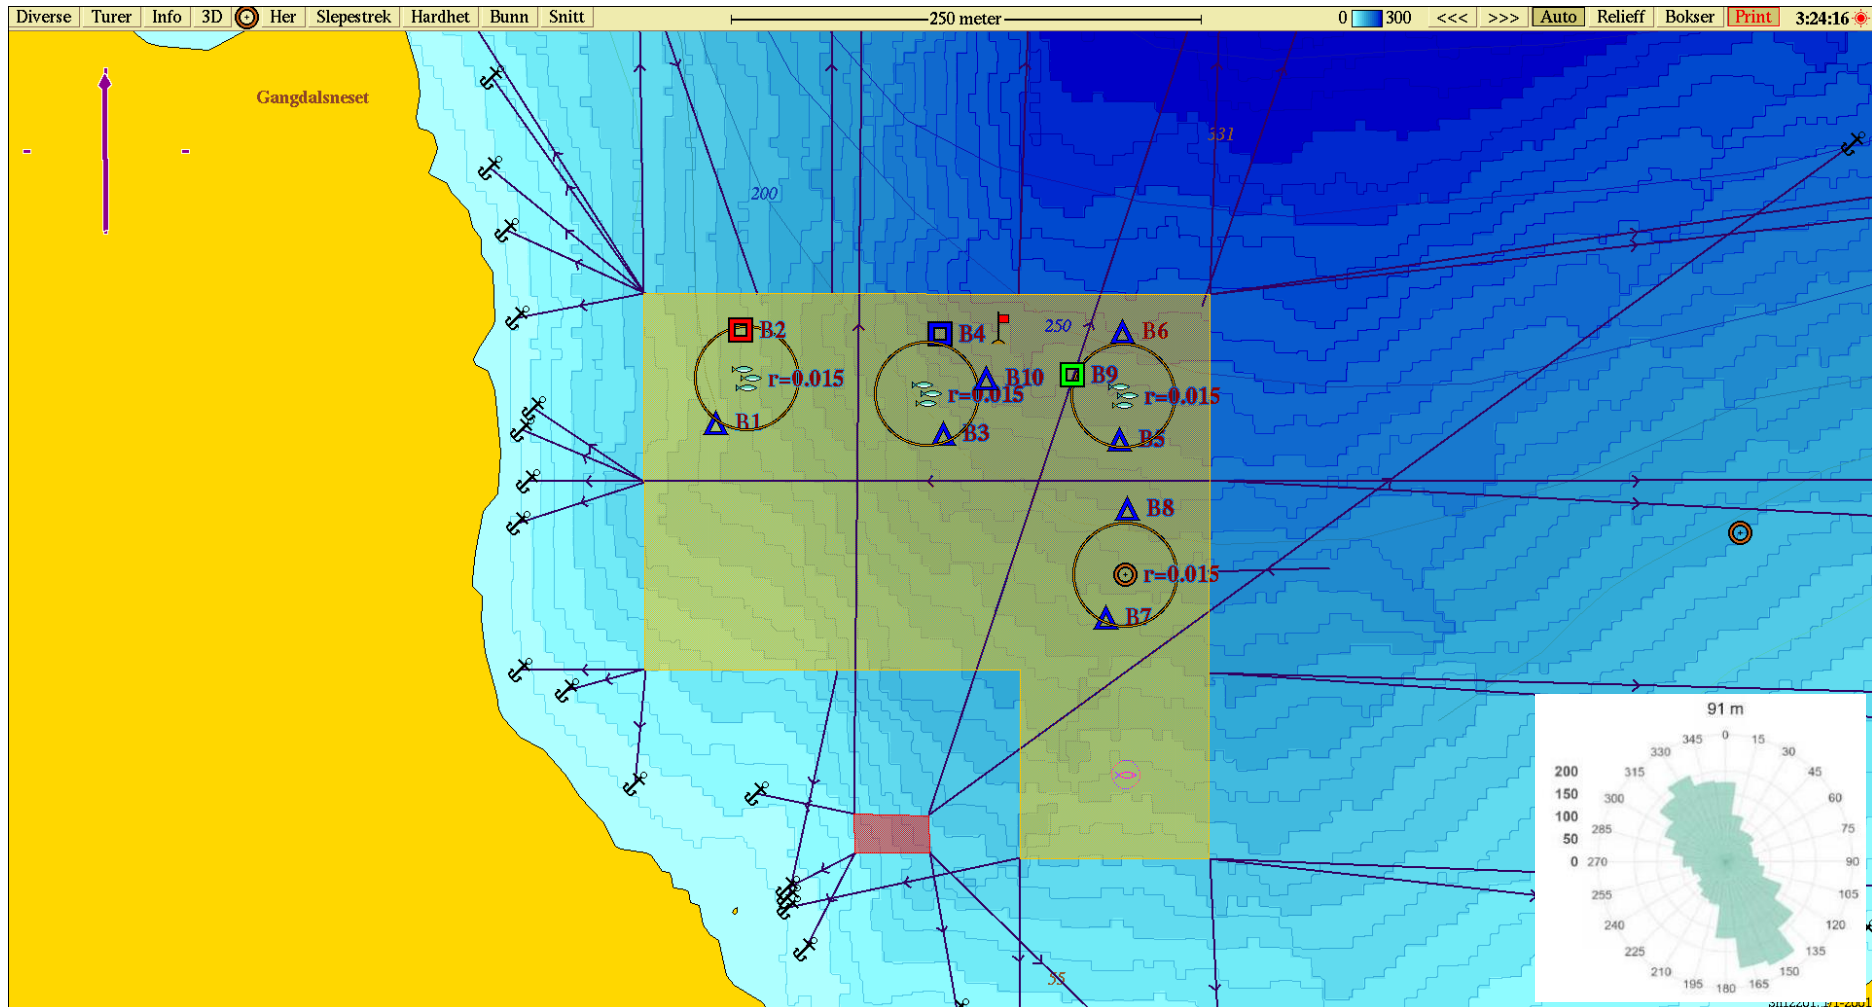 Diverse Turer Info 3D Her Slepestrek Hardhet Bunn Snitt 250 meter 0 300 <<< >>> Auto Relieff Bokser Print 3:24:16
Gangdalsneset
331
200
B2 B4 250 B6
r=0.015 B10 B9
r=0.015 r=0.015
B1 B3 B5
B8
r=0.015
B7
55
91 m
0 15 30 45 60 75 90 105 120 135 150 165 180 195 210 225 240 255 270 285 300 315 330 345
200
150
100
50
0